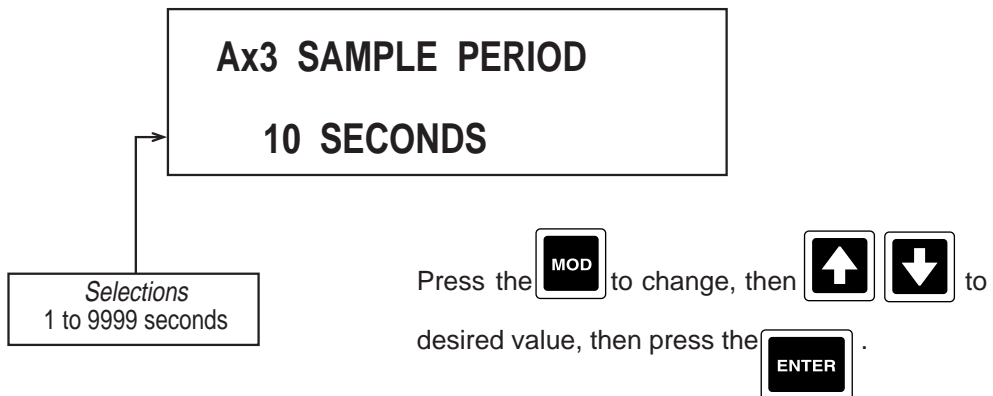 Ax3 SAMPLE PERIOD
10 SECONDS
Selections
1 to 9999 seconds
Press the MOD to change, then to
desired value, then press the ENTER .